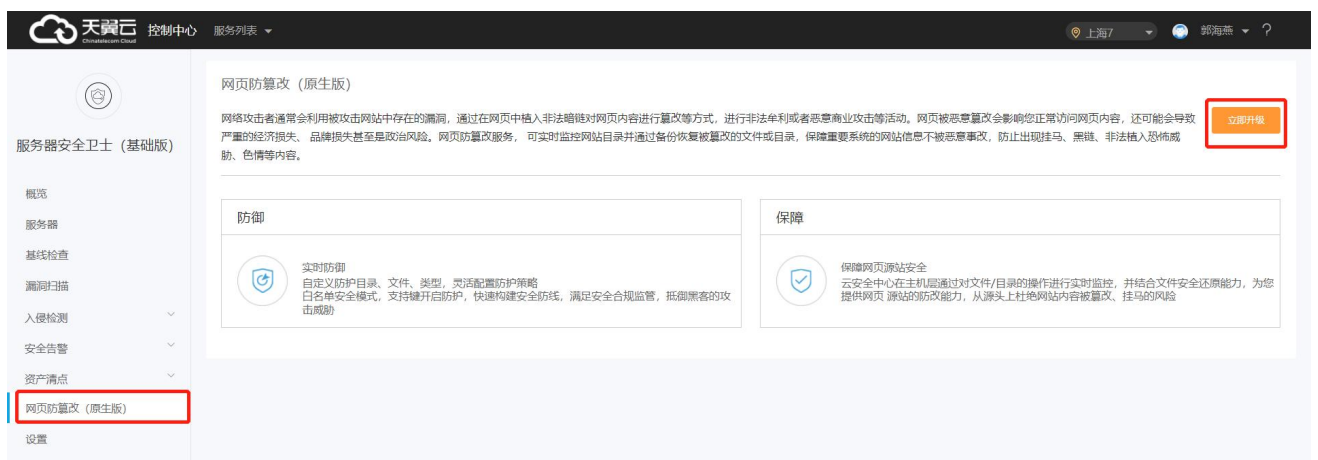 天翼云 控制中心 服务列表 上海7 郭海燕 ?
Chinatelecom Cloud
服务器安全卫士（基础版）
概览
服务器
基线检查
漏洞扫描
入侵检测
安全告警
资产清点
网页防篡改（原生版）
设置
网页防篡改（原生版）
网络攻击者通常会利用被攻击网站中存在的漏洞，通过在网页中植入非法暗链对网页内容进行篡改等方式，进行非法牟利或者恶意商业攻击等活动。网页被恶意篡改会影响您正常访问网页内容，还可能会导致
严重的经济损失、 品牌损失甚至是政治风险。网页防篡改服务， 可实时监控网站目录并通过备份恢复被篡改的文件或目录，保障重要系统的网站信息不被恶意事改，防止出现挂马、黑链、非法植入恐怖威
胁、色情等内容。
立即升级
防御
实时防御
自定义防护目录、文件、类型，灵活配置防护策略
白名单安全模式，支持键开启防护，快速构建安全防线，满足安全合规监管，抵御黑客的攻
击威胁
保障
保障网页源站安全
云安全中心在主机层通过对文件/目录的操作进行实时监控，并结合文件安全还原能力，为您
提供网页 源站的防改能力，从源头上杜绝网站内容被篡改、挂马的风险